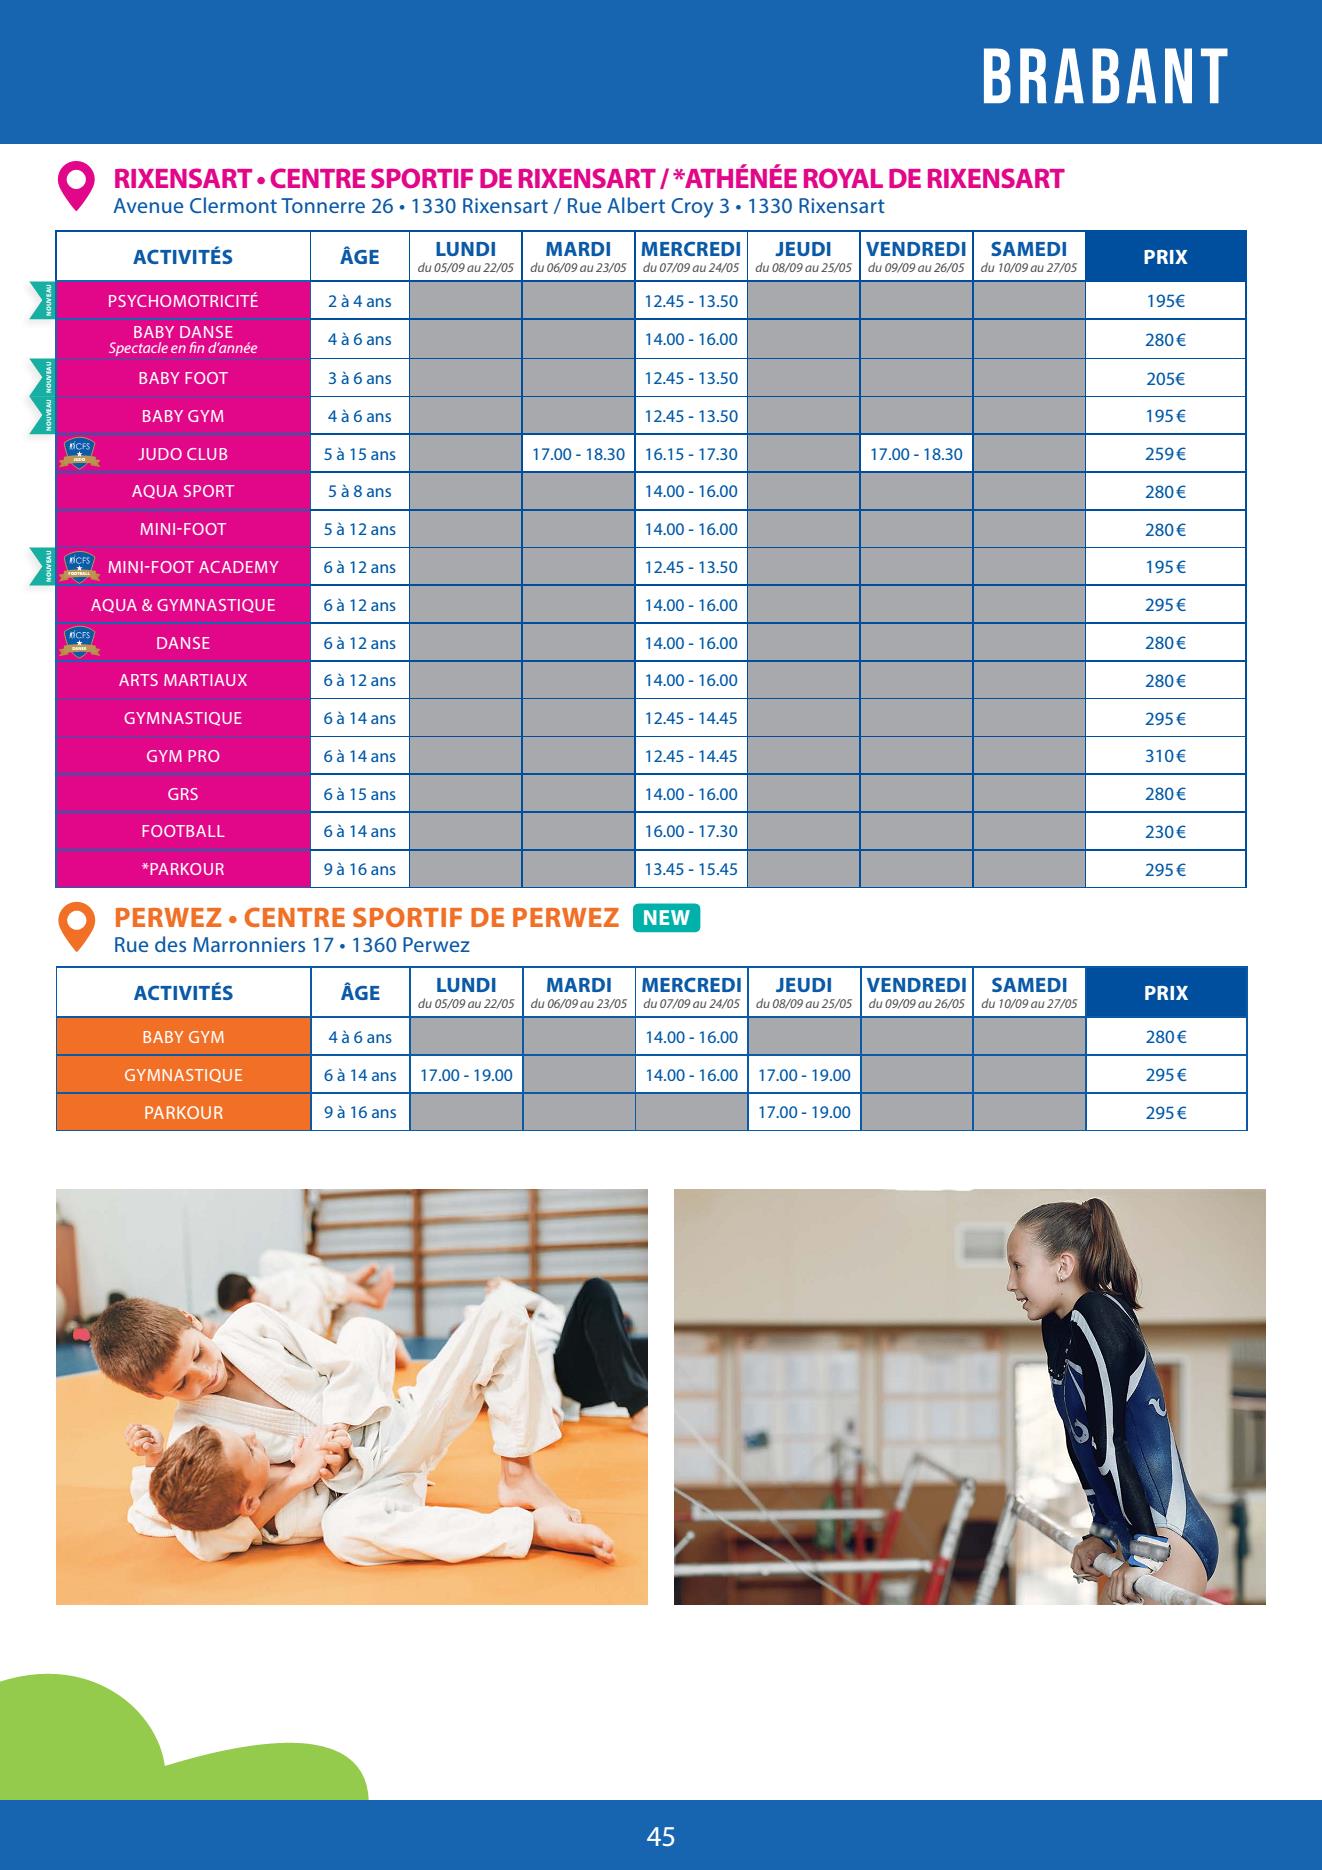 BRABANT
RIXENSART • CENTRE SPORTIF DE RIXENSART / *ATHÉNÉE ROYAL DE RIXENSART
Avenue Clermont Tonnerre 26 • 1330 Rixensart / Rue Albert Croy 3 • 1330 Rixensart
ACTIVITÉS ÂGE LUNDI MARDI MERCREDI JEUDI VENDREDI SAMEDI PRIX
du 05/09 au 22/05 du 06/09 au 23/05 du 07/09 au 24/05 du 08/09 au 25/05 du 09/09 au 26/05 du 10/09 au 27/05
NOUVEAU PSYCHOMOTRICITÉ 2 à 4 ans 12.45 - 13.50 195€
BABY DANSE 4 à 6 ans 14.00 - 16.00 280€
Spectacle en fin d'année
NOUVEAU BABY FOOT 3 à 6 ans 12.45 - 13.50 205€
NOUVEAU BABY GYM 4 à 6 ans 12.45 - 13.50 195€
CFS JUDO JUDO CLUB 5 à 15 ans 17.00 - 18.30 16.15 - 17.30 17.00 - 18.30 259€
AQUA SPORT 5 à 8 ans 14.00 - 16.00 280€
MINI-FOOT 5 à 12 ans 14.00 - 16.00 280€
NOUVEAU CFS FOOTBALL MINI-FOOT ACADEMY 6 à 12 ans 12.45 - 13.50 195€
AQUA & GYMNASTIQUE 6 à 12 ans 14.00 - 16.00 295€
CFS DANSE DANSE 6 à 12 ans 14.00 - 16.00 280€
ARTS MARTIAUX 6 à 12 ans 14.00 - 16.00 280€
GYMNASTIQUE 6 à 14 ans 12.45 - 14.45 295€
GYM PRO 6 à 14 ans 12.45 - 14.45 310€
GRS 6 à 15 ans 14.00 - 16.00 280€
FOOTBALL 6 à 14 ans 16.00 - 17.30 230€
*PARKOUR 9 à 16 ans 13.45 - 15.45 295€
PERWEZ • CENTRE SPORTIF DE PERWEZ NEW
Rue des Marronniers 17 • 1360 Perwez
ACTIVITÉS ÂGE LUNDI MARDI MERCREDI JEUDI VENDREDI SAMEDI PRIX
du 05/09 au 22/05 du 06/09 au 23/05 du 07/09 au 24/05 du 08/09 au 25/05 du 09/09 au 26/05 du 10/09 au 27/05
BABY GYM 4 à 6 ans 14.00 - 16.00 280€
GYMNASTIQUE 6 à 14 ans 17.00 - 19.00 14.00 - 16.00 17.00 - 19.00 295€
PARKOUR 9 à 16 ans 17.00 - 19.00 295€
45